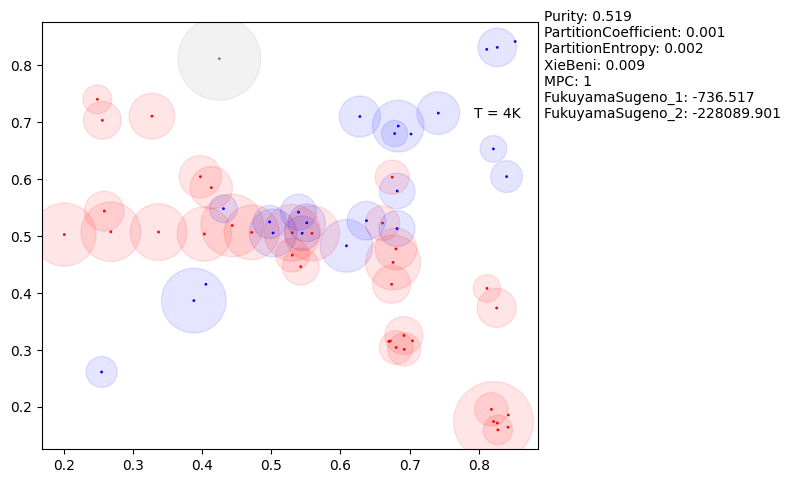 Purity: 0.519
PartitionCoefficient: 0.001
PartitionEntropy: 0.002
XieBeni: 0.009
MPC: 1
FukuyamaSugeno_1: -736.517
FukuyamaSugeno_2: -228089.901
T = 4K
0.8
0.7
0.6
0.5
0.4
0.3
0.2
0.2 0.3 0.4 0.5 0.6 0.7 0.8